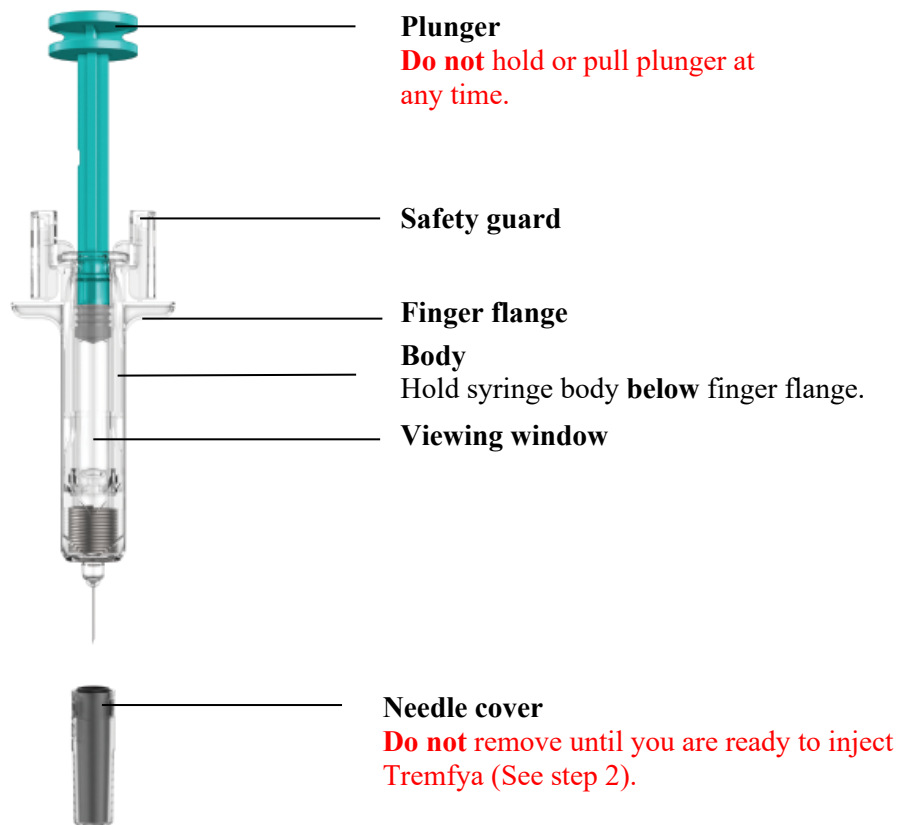 Plunger
Do not hold or pull plunger at
any time.
Safety guard
Finger flange
Body
Hold syringe body below finger flange.
Viewing window
Needle cover
Do not remove until you are ready to inject
Tremfya (See step 2).